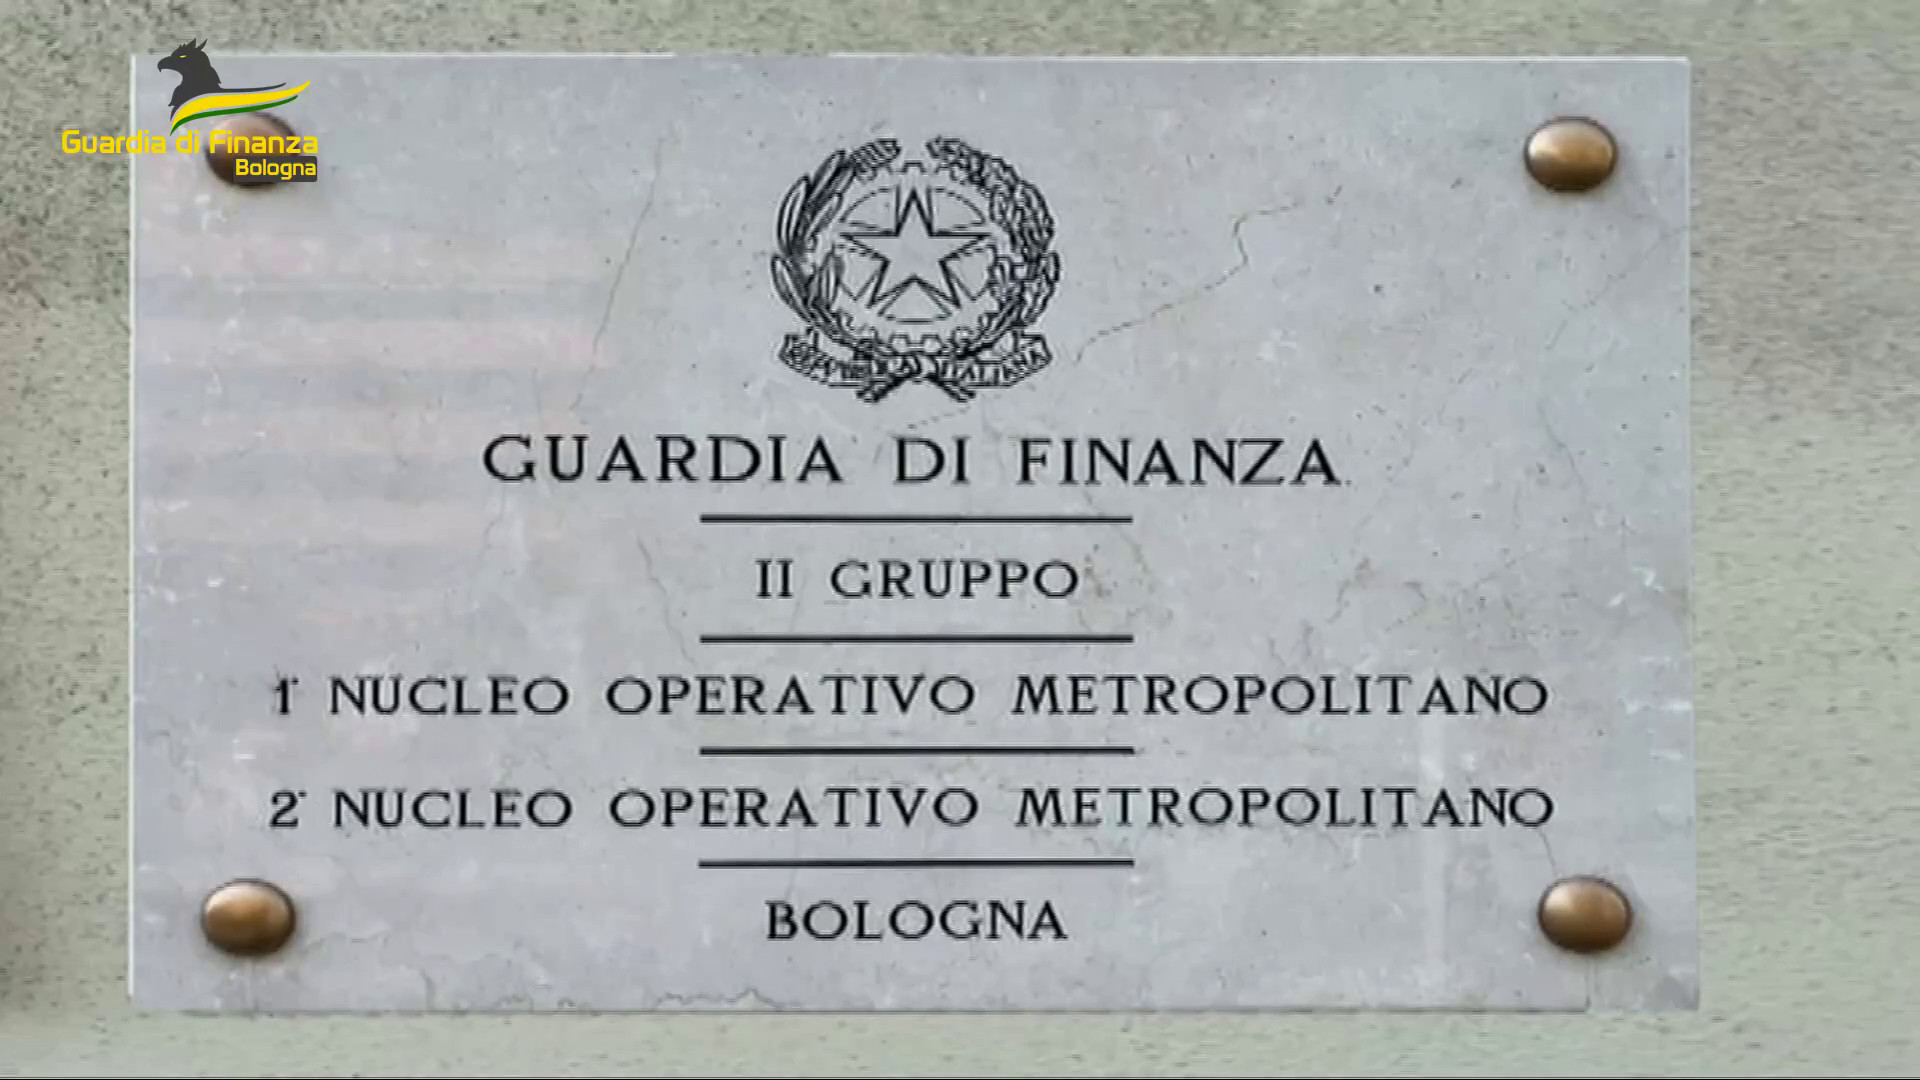 Guardia di Finanza
Bologna
REPUBBLICA ITALIANA
GUARDIA DI FINANZA
II GRUPPO
1° NUCLEO OPERATIVO METROPOLITANO
2° NUCLEO OPERATIVO METROPOLITANO
BOLOGNA